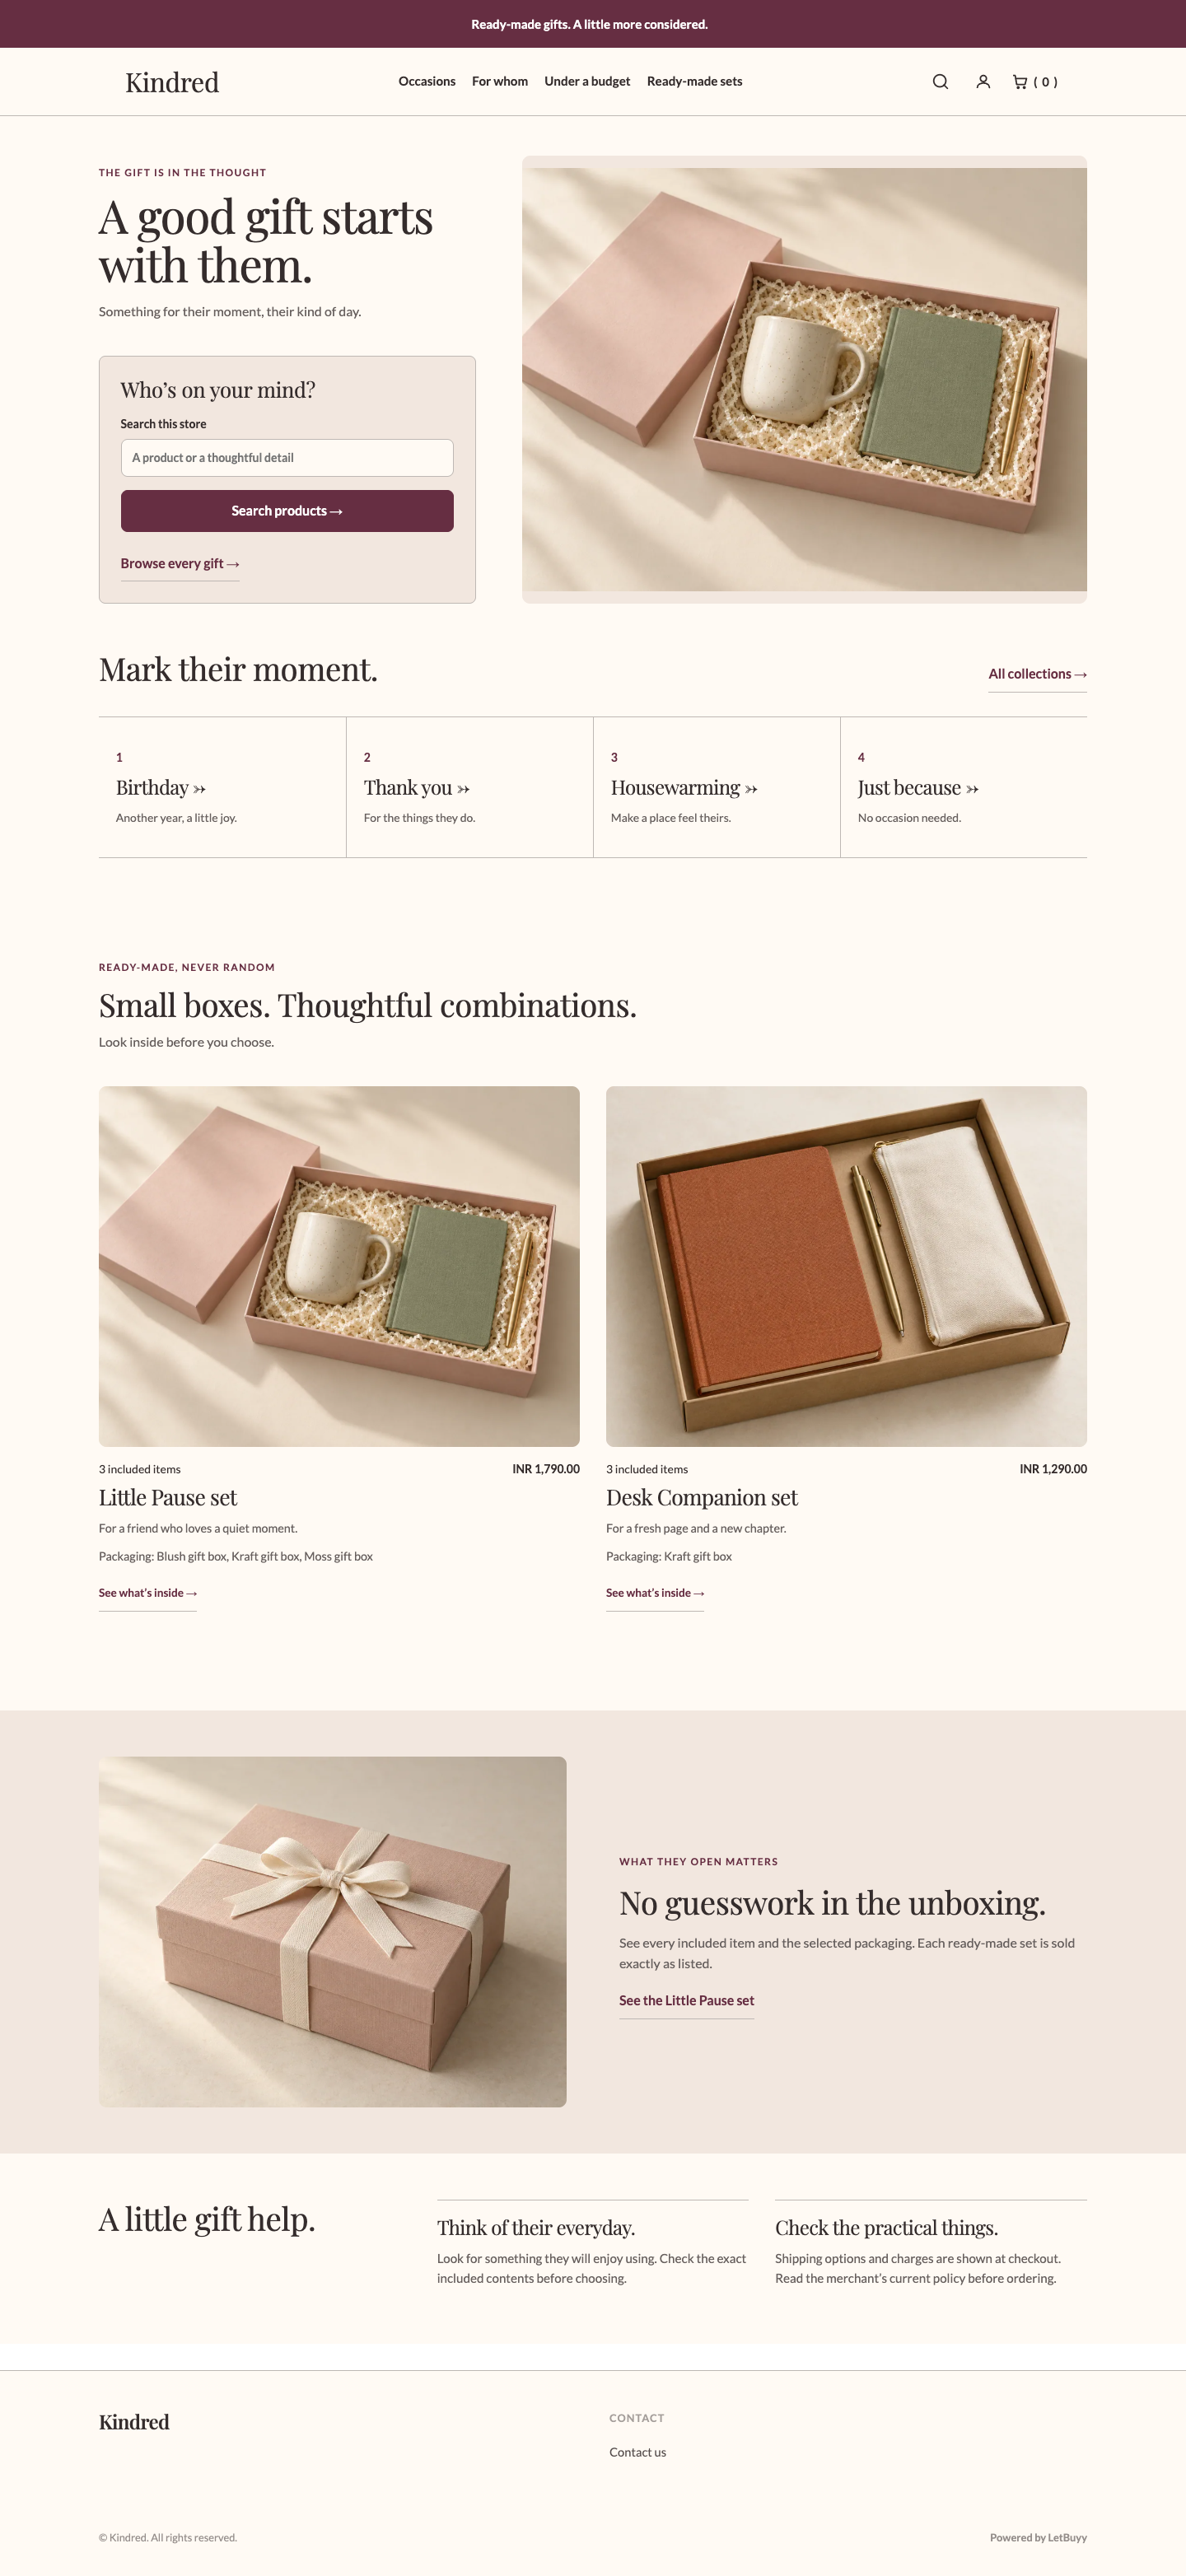 Ready-made gifts. A little more considered.
Kindred
Occasions For whom Under a budget Ready-made sets
( 0 )
THE GIFT IS IN THE THOUGHT
A good gift starts
with them.
Something for their moment, their kind of day.
Who’s on your mind?
Search this store
A product or a thoughtful detail
Search products →
Browse every gift →
Mark their moment.
All collections →
1
Birthday ↣
Another year, a little joy.
2
Thank you ↣
For the things they do.
3
Housewarming ↣
Make a place feel theirs.
4
Just because ↣
No occasion needed.
READY-MADE, NEVER RANDOM
Small boxes. Thoughtful combinations.
Look inside before you choose.
3 included items INR 1,790.00
Little Pause set
For a friend who loves a quiet moment.
Packaging: Blush gift box, Kraft gift box, Moss gift box
See what’s inside →
3 included items INR 1,290.00
Desk Companion set
For a fresh page and a new chapter.
Packaging: Kraft gift box
See what’s inside →
WHAT THEY OPEN MATTERS
No guesswork in the unboxing.
See every included item and the selected packaging. Each ready-made set is sold
exactly as listed.
See the Little Pause set
A little gift help.
Think of their everyday.
Look for something they will enjoy using. Check the exact
included contents before choosing.
Check the practical things.
Shipping options and charges are shown at checkout.
Read the merchant’s current policy before ordering.
Kindred
CONTACT
Contact us
© Kindred. All rights reserved.
Powered by LetBuyy